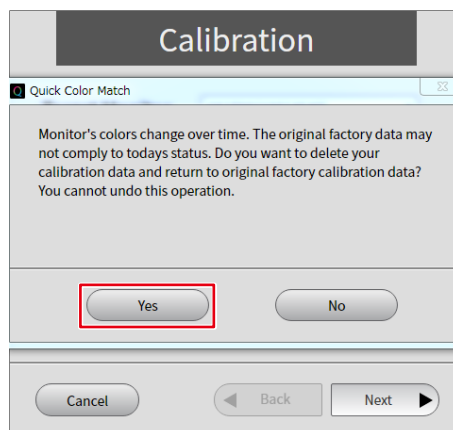 Calibration
Quick Color Match
Monitor's colors change over time. The original factory data may
not comply to todays status. Do you want to delete your
calibration data and return to original factory calibration data?
You cannot undo this operation.
Yes No
Cancel Back Next